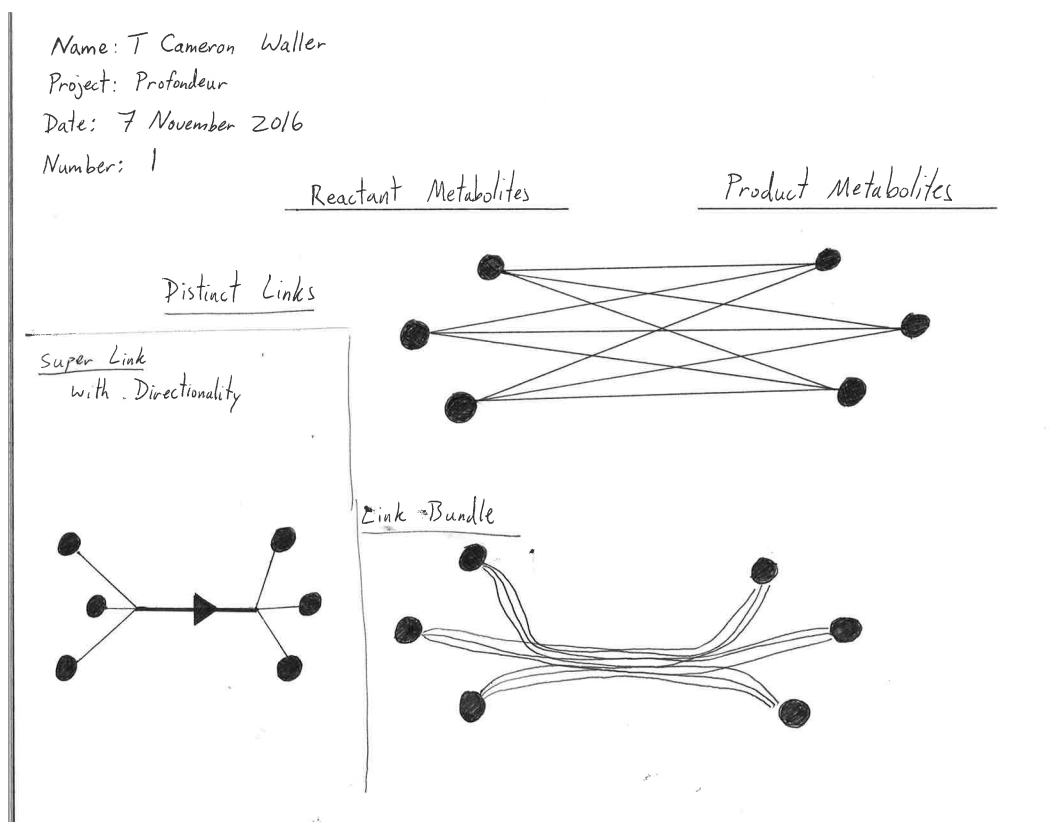 Name: T Cameron Waller
Project: Profondeur
Date: 7 November 2016
Number: 1
Reactant Metabolites
Product Metabolites
Distinct Links
Super Link
with Directionality
Link Bundle